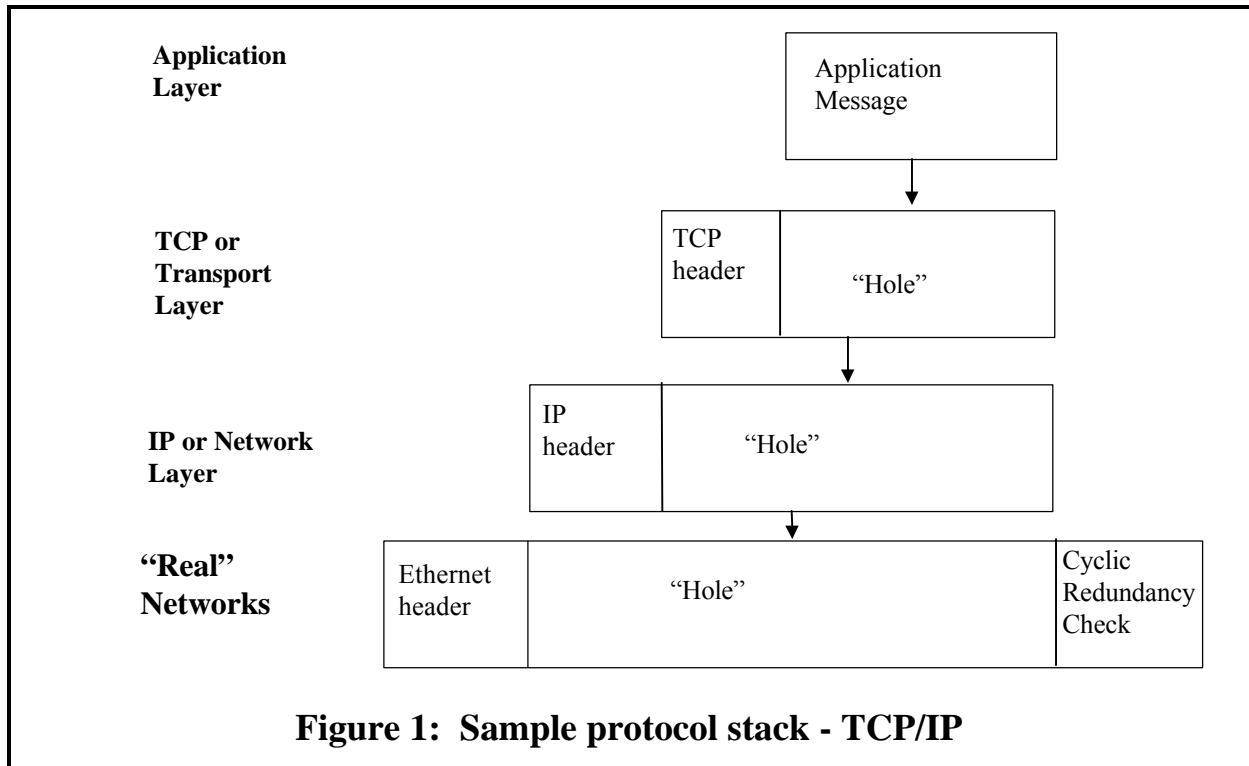 Application
Layer
Application
Message
TCP or
Transport
Layer
TCP
header
“Hole”
IP or Network
Layer
IP
header
“Hole”
“Real”
Networks
Ethernet
header
“Hole”
Cyclic
Redundancy
Check
Figure 1: Sample protocol stack - TCP/IP